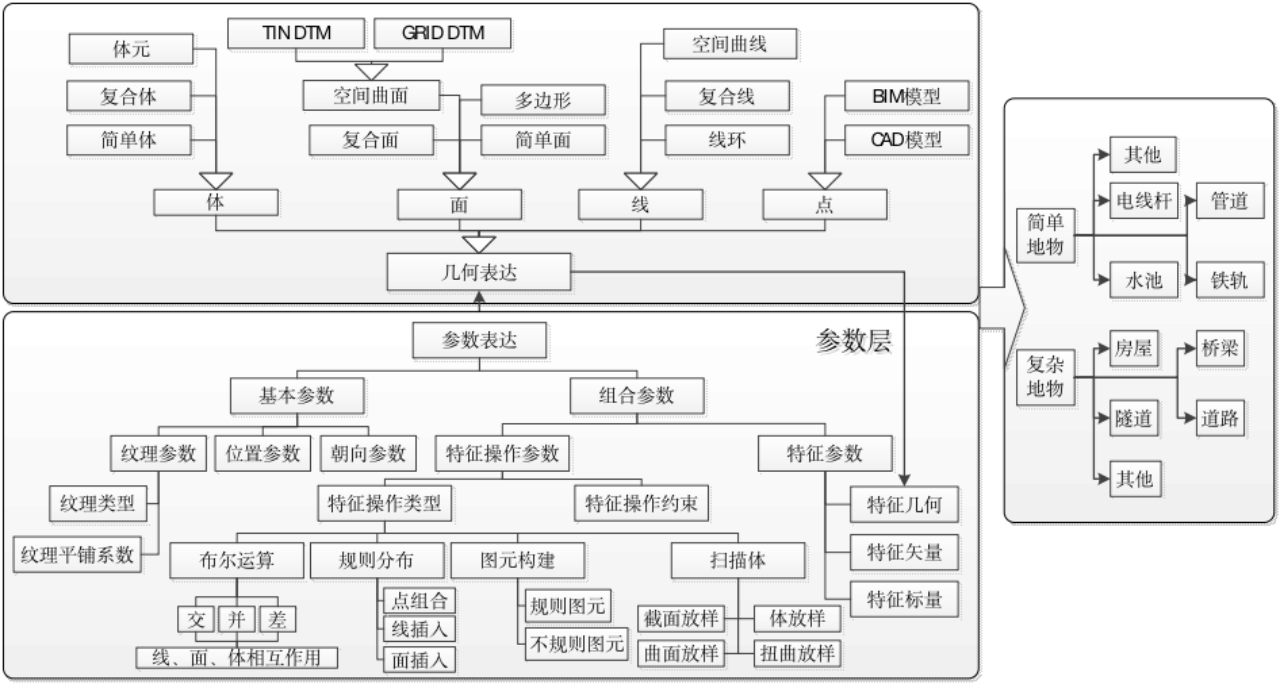 TIN DTM
GRID DTM
体元
空间曲线
复合体
空间曲面
多边形
复合线
BIM模型
简单体
复合面
简单面
线环
CAD模型
体
面
线
点
几何表达
参数表达
参数层
基本参数
组合参数
纹理参数
位置参数
朝向参数
特征操作参数
特征参数
纹理类型
特征操作类型
特征操作约束
特征几何
纹理平铺系数
布尔运算
规则分布
图元构建
扫描体
特征矢量
特征标量
交
并
差
线、面、体相互作用
点组合
线插入
面插入
规则图元
不规则图元
截面放样
体放样
曲面放样
扭曲放样
简单
地物
其他
电线杆
管道
水池
铁轨
复杂
地物
房屋
桥梁
隧道
道路
其他